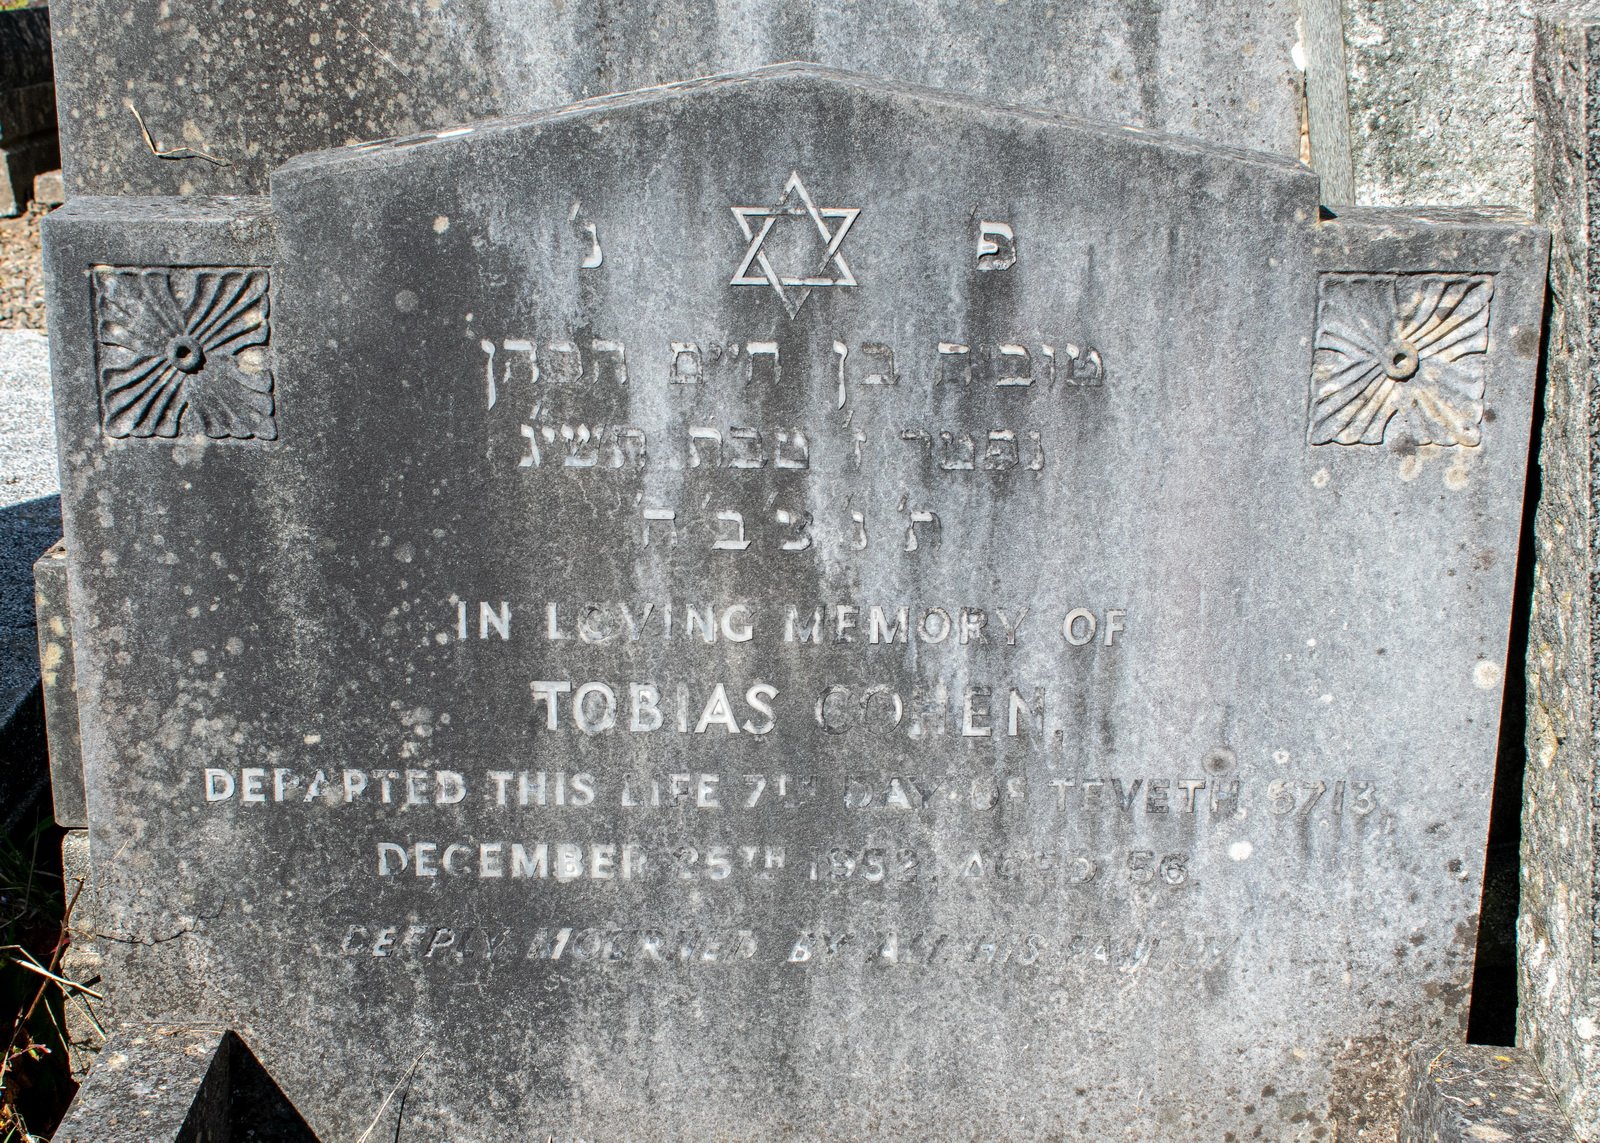 פ' נ'
טוביה בן חיים הכהן
נפטר ז' טבת תשי"ג
ת' נ' צ' ב' ה'
IN LOVING MEMORY OF
TOBIAS COHEN,
DEPARTED THIS LIFE 7TH DAY OF TEVETH, 5713,
DECEMBER 25TH 1952, AGED 56.
DEEPLY MOURNED BY ALL HIS FAMILY